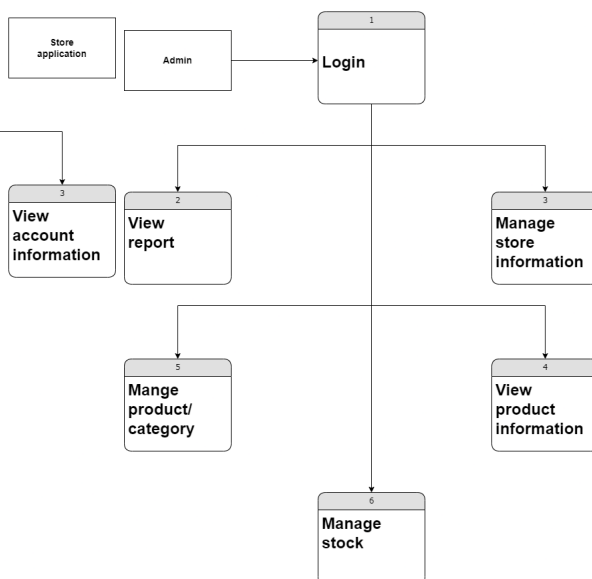 Store
application
Admin
1
Login
3
View
account
information
2
View
report
3
Manage
store
information
5
Mange
product/
category
4
View
product
information
6
Manage
stock